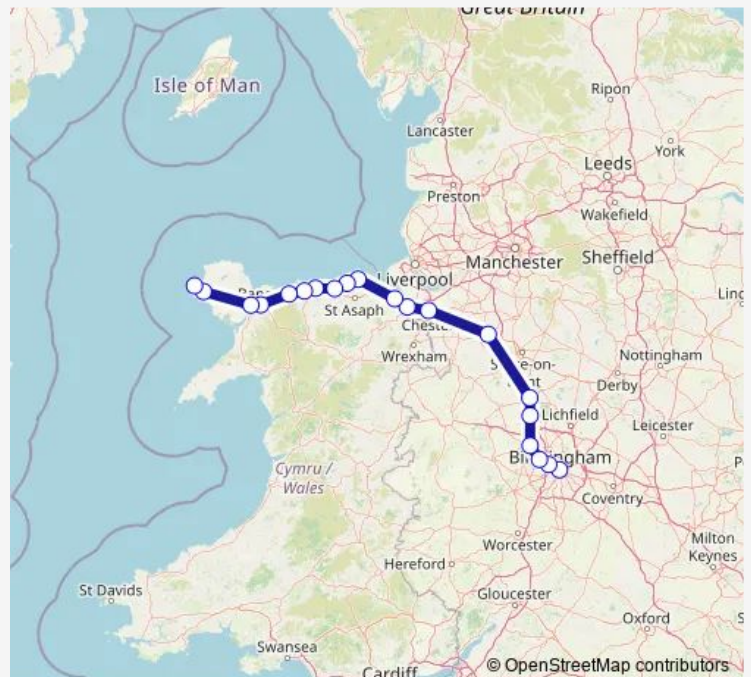 Great Britain
Isle of Man
Ripon
Lancaster
York
Leeds
Preston
Wakefield
Liverpool
Manchester
Sheffield
St Asaph
Wrexham
Nottingham
Derby
Lichfield
Leicester
Cymru /
Wales
Coventry
Worcester
Milton
Keynes
Hereford
St Davids
Gloucester
Oxford
Swansea
Cardiff
© OpenStreetMap contributors